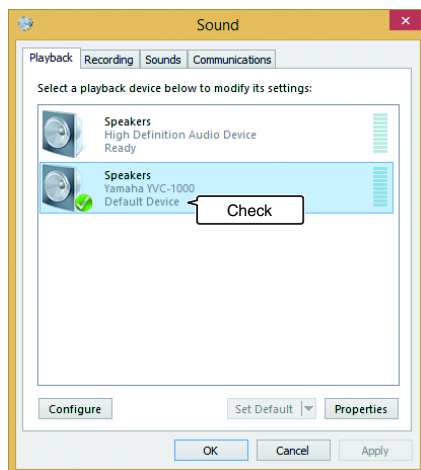 Sound
Playback Recording Sounds Communications
Select a playback device below to modify its settings:
Speakers
High Definition Audio Device
Ready
Speakers
Yamaha YVC-1000
Default Device
Check
Configure Set Default Properties
OK Cancel Apply